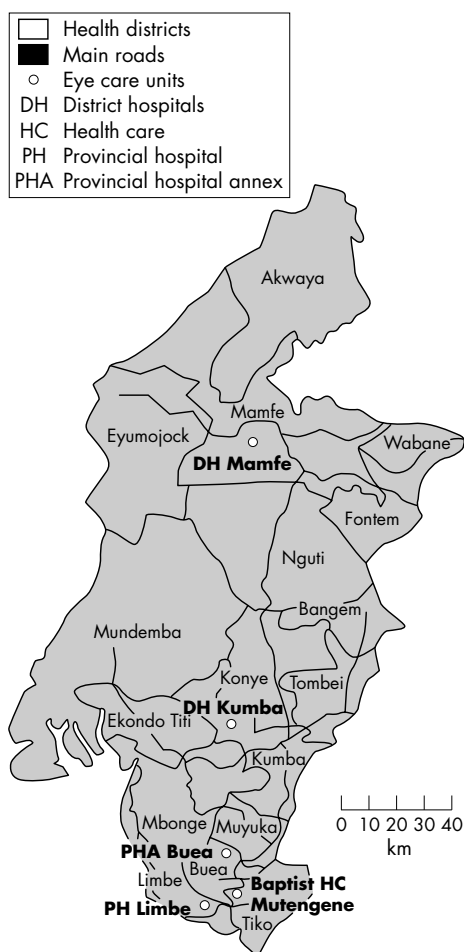 Health districts
Main roads
Eye care units
DH District hospitals
HC Health care
PH Provincial hospital
PHA Provincial hospital annex
Akwaya
Mamfe
Eyumojock
Wabane
DH Mamfe
Fontem
Nguti
Bangem
Mundemba
Konye
Tombei
DH Kumba
Ekondo Titi
Kumba
Mbonge
Muyuka
0 10 20 30 40
km
PHA Buea
Buea
Limbe
Baptist HC
Mutengene
PH Limbe
Tiko